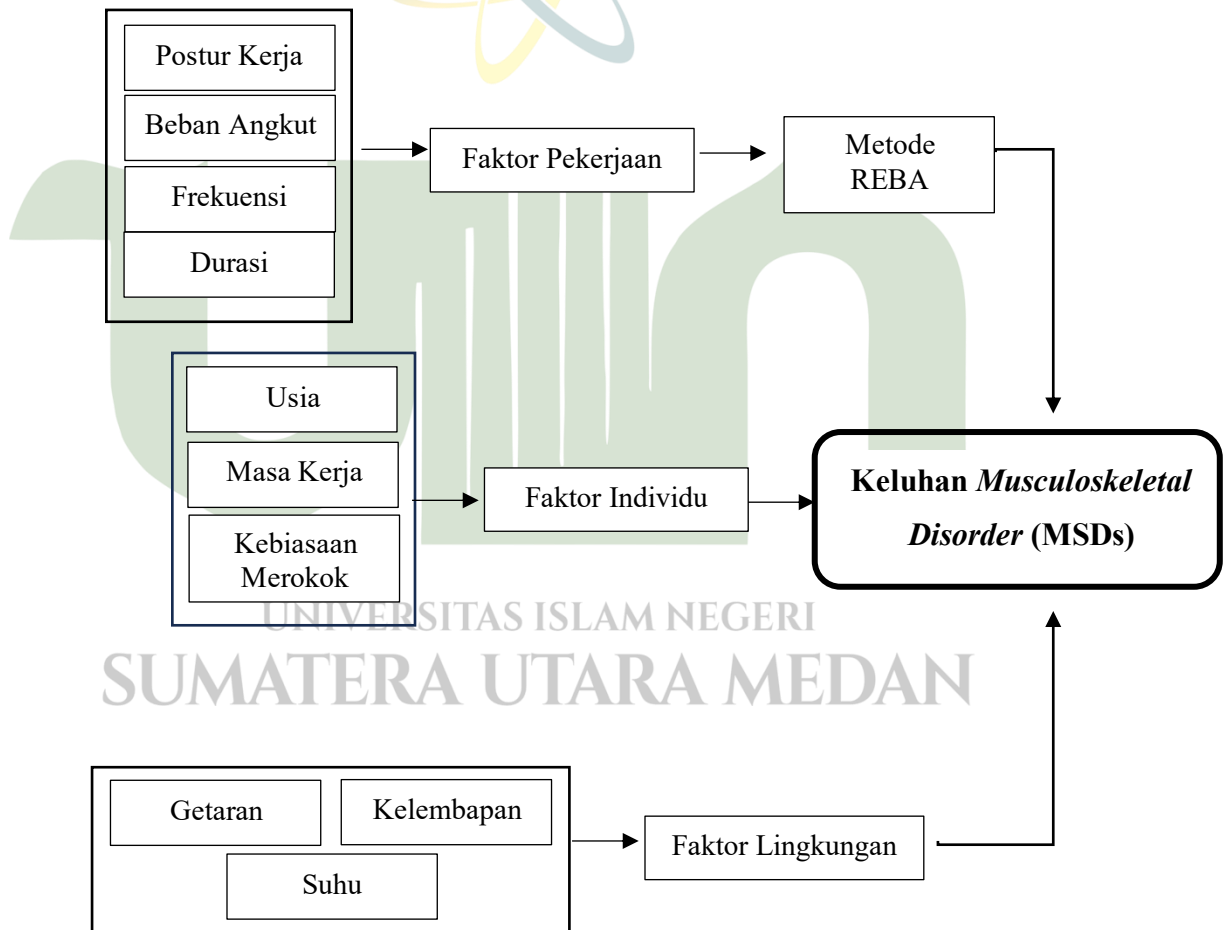 Postur Kerja
Beban Angkut
Frekuensi
Durasi
Faktor Pekerjaan
Metode
REBA
Usia
Masa Kerja
Kebiasaan
Merokok
Faktor Individu
Keluhan Musculoskeletal
Disorder (MSDs)
UNIVERSITAS ISLAM NEGERI
SUMATERA UTARA MEDAN
Getaran
Kelembapan
Suhu
Faktor Lingkungan